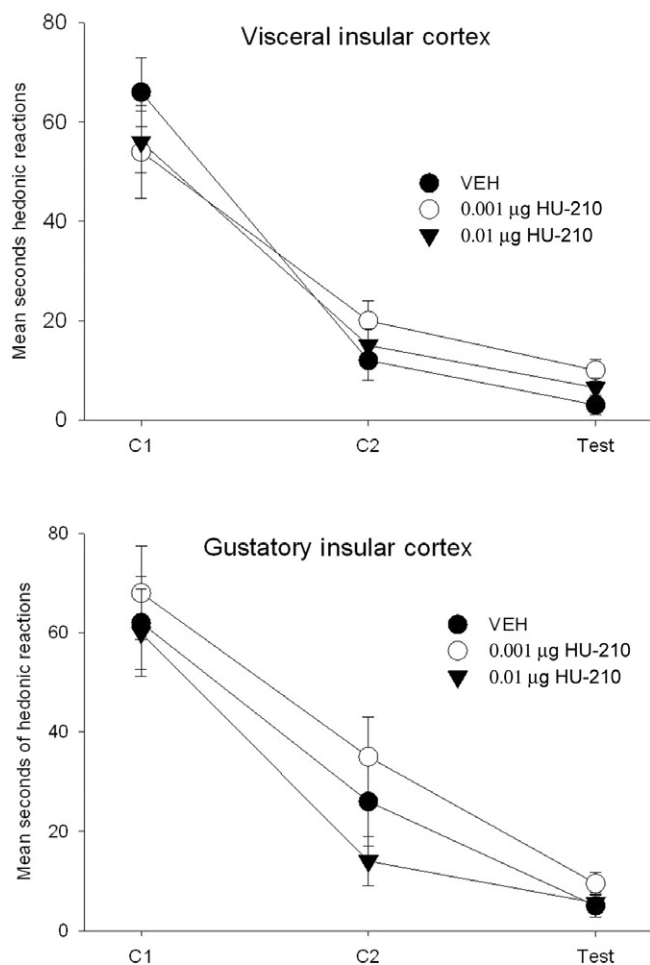 Visceral insular cortex
Mean seconds hedonic reactions
80
60
40
20
0
VEH
0.001 μg HU-210
0.01 μg HU-210
C1
C2
Test
Gustatory insular cortex
Mean seconds of hedonic reactions
80
60
40
20
0
VEH
0.001 μg HU-210
0.01 μg HU-210
C1
C2
Test